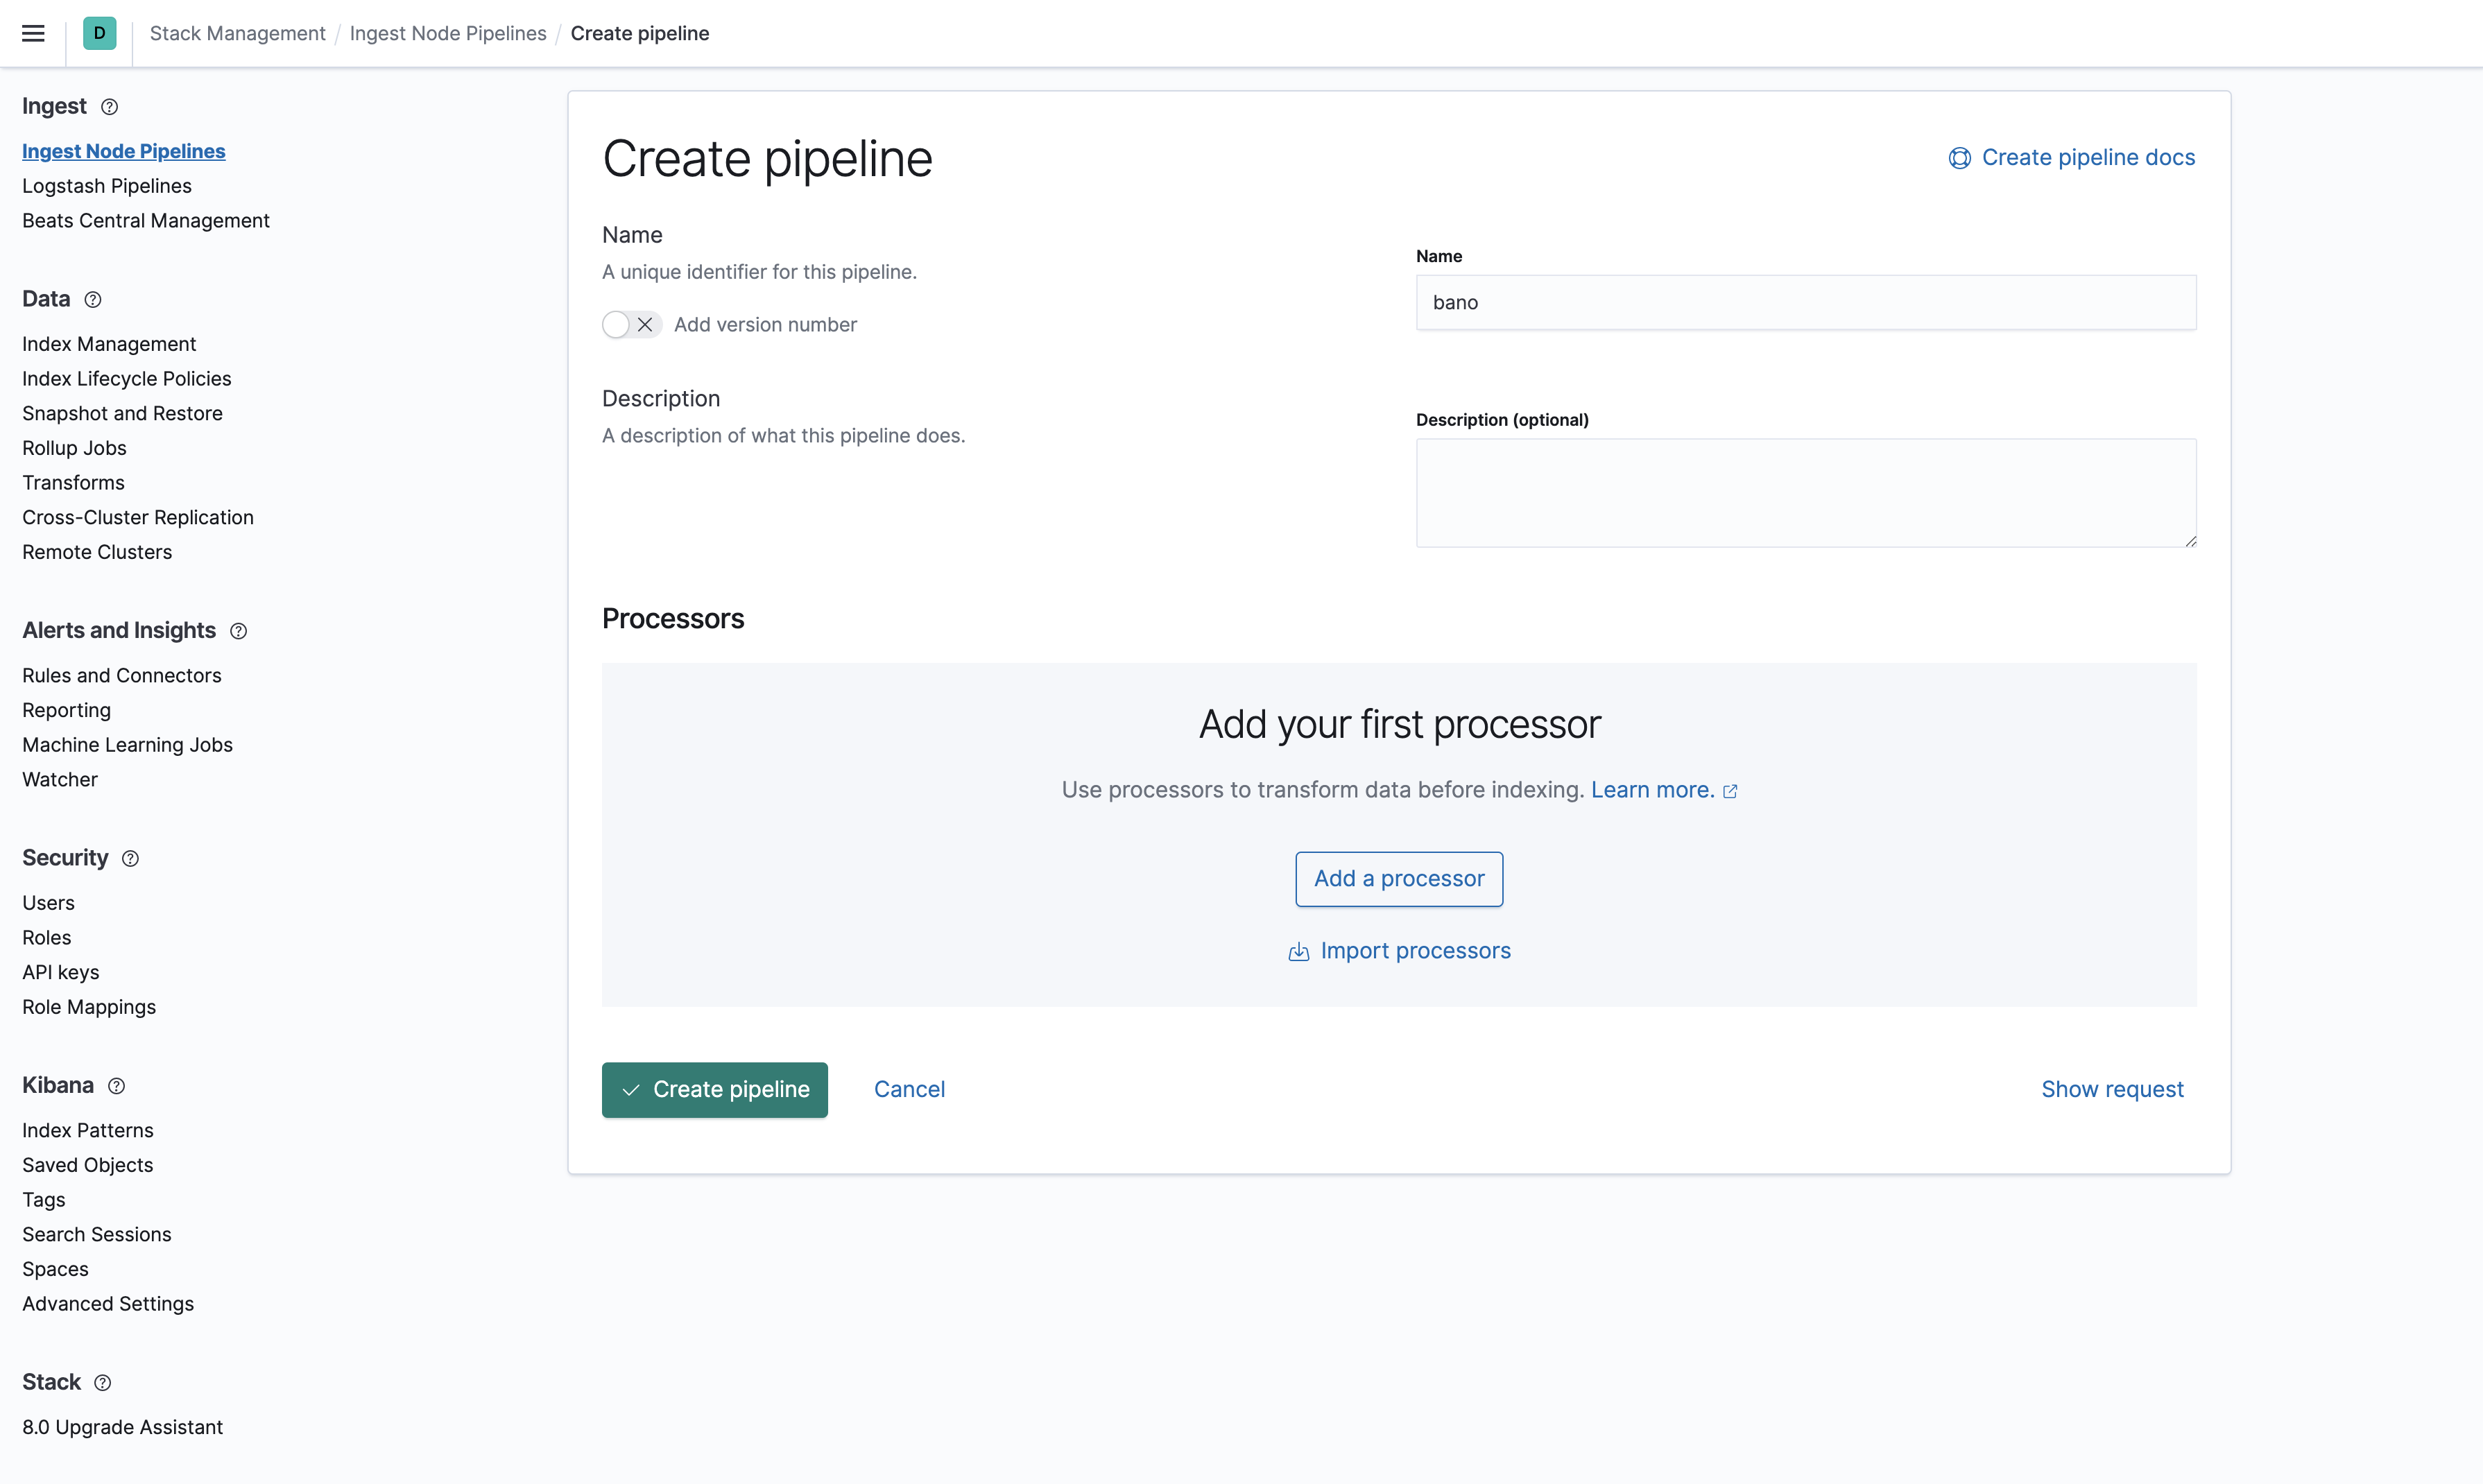 D Stack Management / Ingest Node Pipelines / Create pipeline
Ingest
Ingest Node Pipelines
Logstash Pipelines
Beats Central Management
Data
Index Management
Index Lifecycle Policies
Snapshot and Restore
Rollup Jobs
Transforms
Cross-Cluster Replication
Remote Clusters
Alerts and Insights
Rules and Connectors
Reporting
Machine Learning Jobs
Watcher
Security
Users
Roles
API keys
Role Mappings
Kibana
Index Patterns
Saved Objects
Tags
Search Sessions
Spaces
Advanced Settings
Stack
8.0 Upgrade Assistant
Create pipeline
Create pipeline docs
Name
A unique identifier for this pipeline.
Add version number
Name
bano
Description
A description of what this pipeline does.
Description (optional)
Processors
Add your first processor
Use processors to transform data before indexing. Learn more.
Add a processor
Import processors
Create pipeline
Cancel
Show request